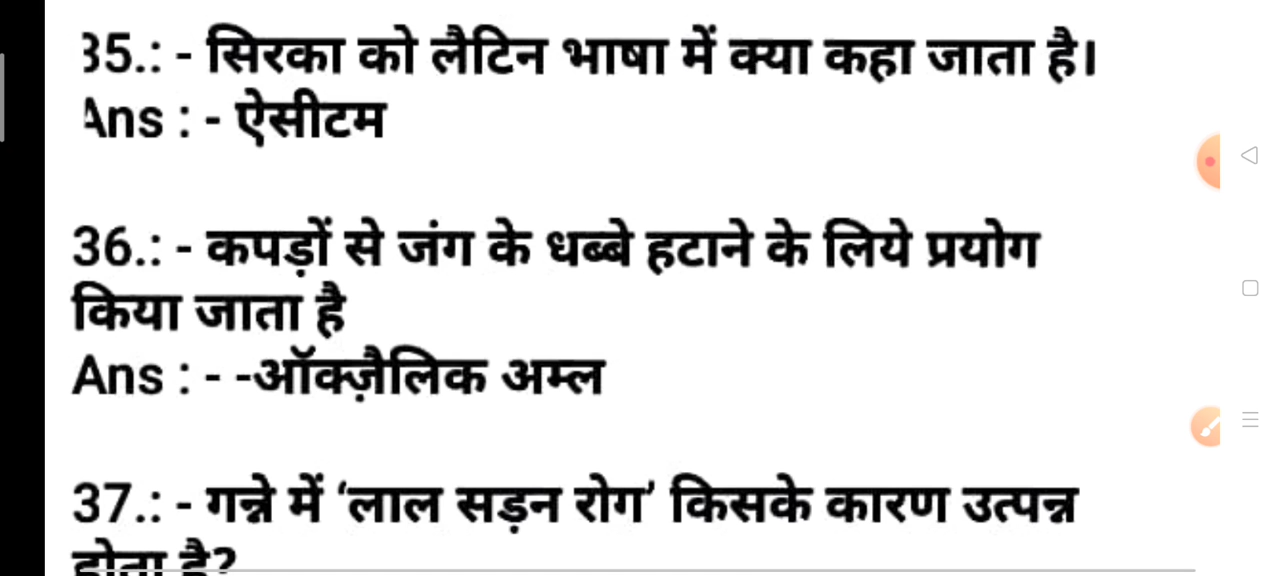 35.: - सिरका को लैटिन भाषा में क्या कहा जाता है।
Ans : - ऐसीटम
36.: - कपड़ों से जंग के धब्बे हटाने के लिये प्रयोग
किया जाता है
Ans : - -ऑक्ज़ैलिक अम्ल
37.: - गन्ने में ‘लाल सड़न रोग’ किसके कारण उत्पन्न
होता है?